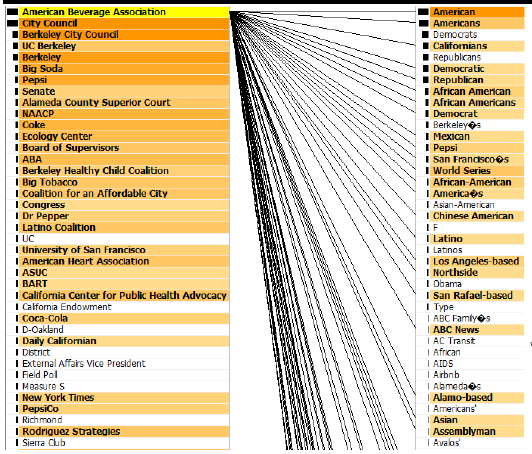 American Beverage Association
City Council
Berkeley City Council
UC Berkeley
Berkeley
Big Soda
Pepsi
Senate
Alameda County Superior Court
NAACP
Coke
Ecology Center
Board of Supervisors
ABA
Berkeley Healthy Child Coalition
Big Tobacco
Coalition for an Affordable City
Congress
Dr Pepper
Latino Coalition
UC
University of San Francisco
American Heart Association
ASUC
BART
California Center for Public Health Advocacy
California Endowment
Coca-Cola
D-Oakland
Daily Californian
District
External Affairs Vice President
Field Poll
Measure S
New York Times
PepsiCo
Richmond
Rodriguez Strategies
Sierra Club
American
Americans
Democrats
Californians
Republicans
Democratic
Republican
African American
African Americans
Democrat
Berkeley�s
Mexican
Pepsi
San Francisco�s
World Series
African-American
America�s
Asian-American
Chinese American
F
Latino
Latinos
Los Angeles-based
Northside
Obama
San Rafael-based
Type
ABC Family�s
ABC News
AC Transit
African
AIDS
Airbnb
Alameda�s
Alamo-based
Americans'
Asian
Assemblyman
Avalos'